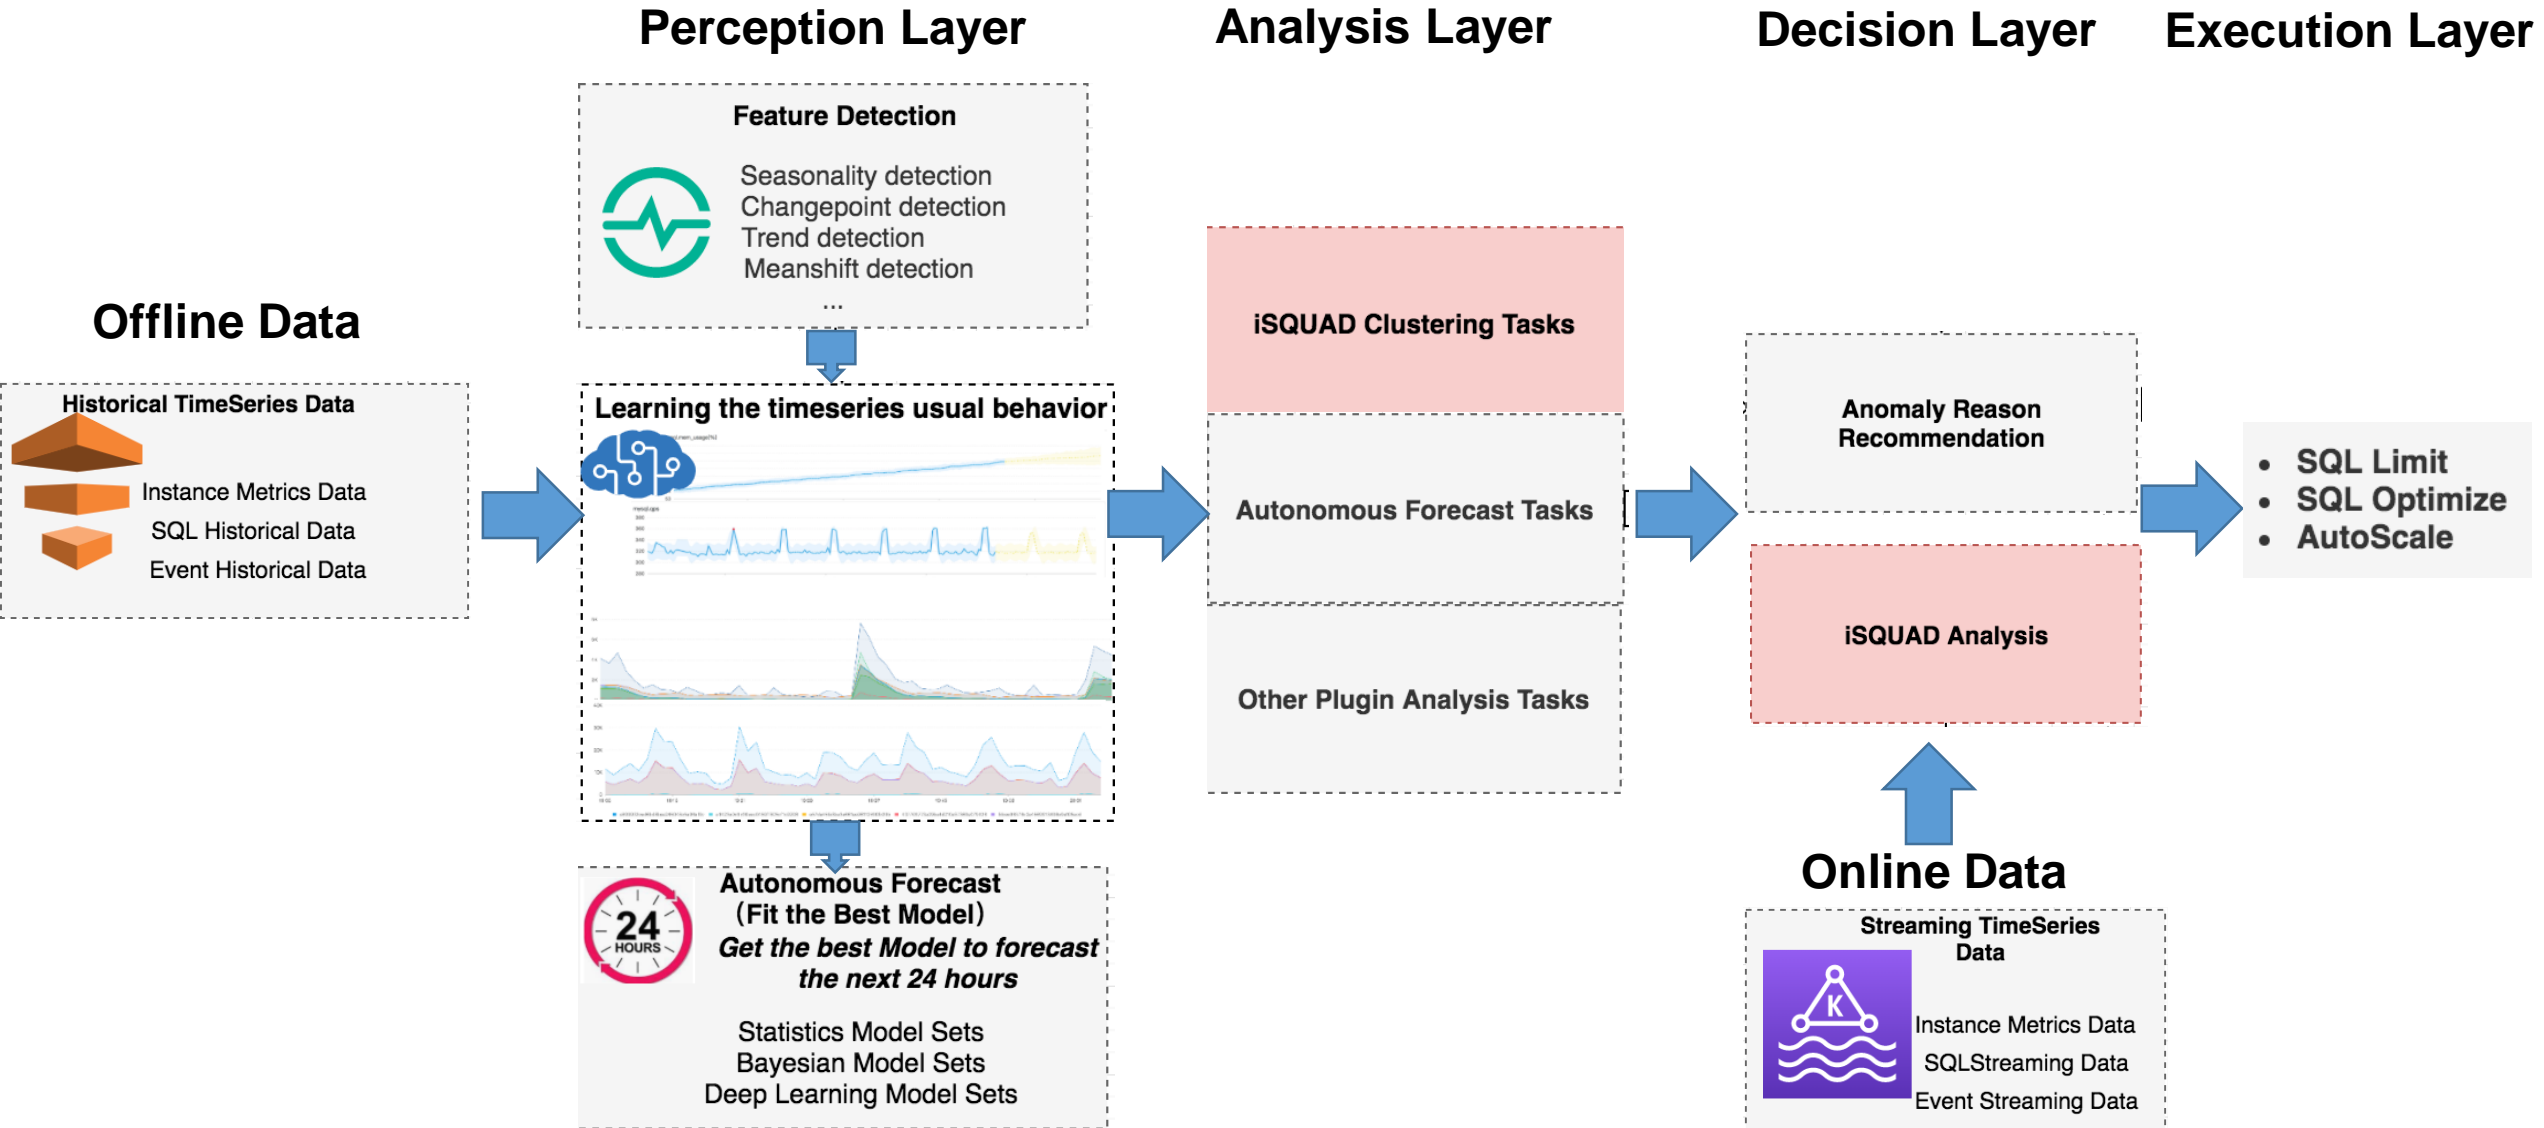 Perception Layer
Analysis Layer
Decision Layer
Execution Layer
Feature Detection
Seasonality detection
Changepoint detection
Trend detection
Meanshift detection
...
Offline Data
Historical TimeSeries Data
Instance Metrics Data
SQL Historical Data
Event Historical Data
Learning the timeseries usual behavior
Autonomous Forecast
(Fit the Best Model)
Get the best Model to forecast
the next 24 hours
24
HOURS
Statistics Model Sets
Bayesian Model Sets
Deep Learning Model Sets
iSQUAD Clustering Tasks
Autonomous Forecast Tasks
Other Plugin Analysis Tasks
Anomaly Reason
Recommendation
iSQUAD Analysis
• SQL Limit
• SQL Optimize
• AutoScale
Online Data
Streaming TimeSeries
Data
K
Instance Metrics Data
SQLStreaming Data
Event Streaming Data